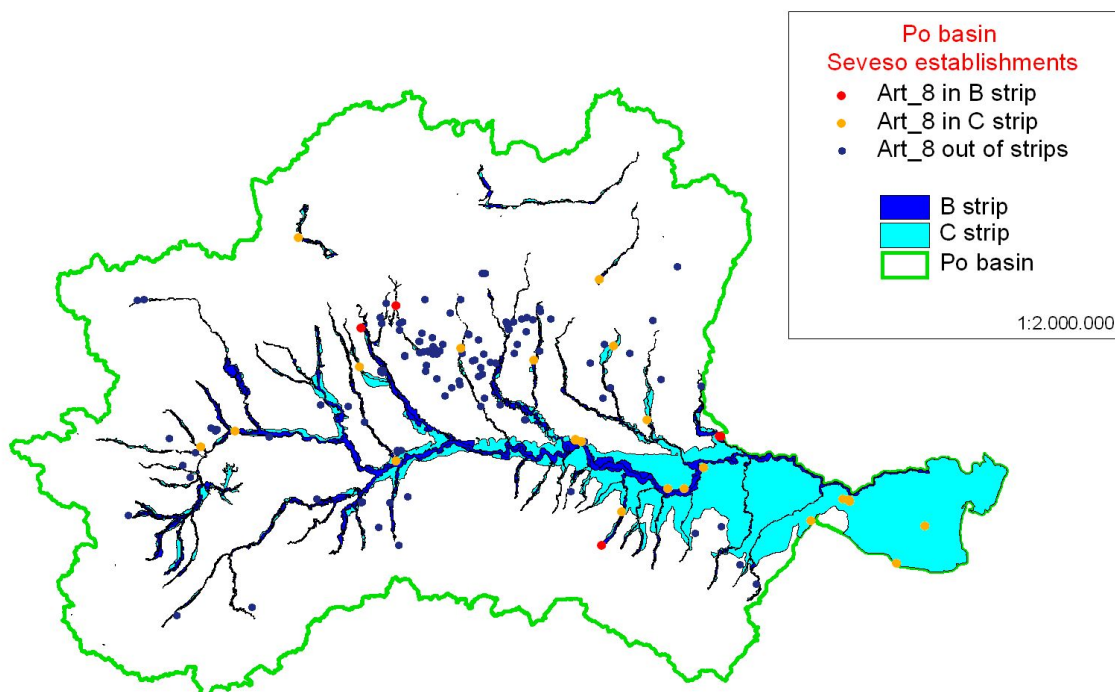 Po basin
Seveso establishments
Art_8 in B strip
Art_8 in C strip
Art_8 out of strips
B strip
C strip
Po basin
1:2.000.000